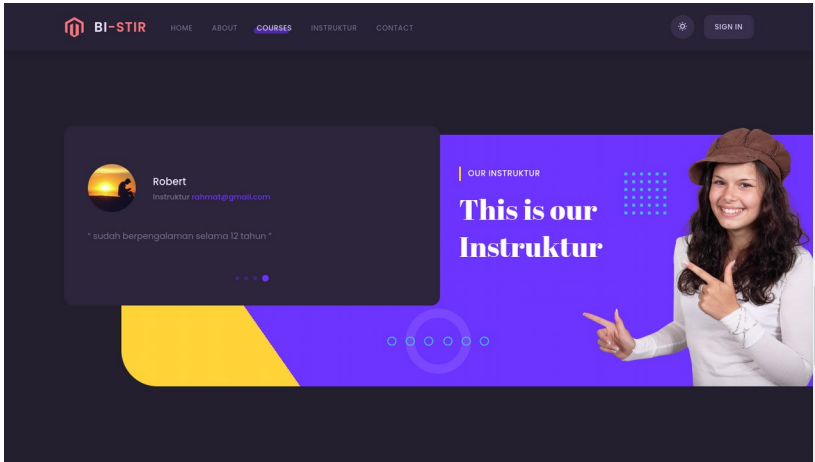 BI-STIR
HOME ABOUT COURSES INSTRUKTUR CONTACT
SIGN IN
Robert
Instruktur rahmat@gmail.com
" sudah berpengalaman selama 12 tahun "
OUR INSTRUKTUR
This is our
Instruktur